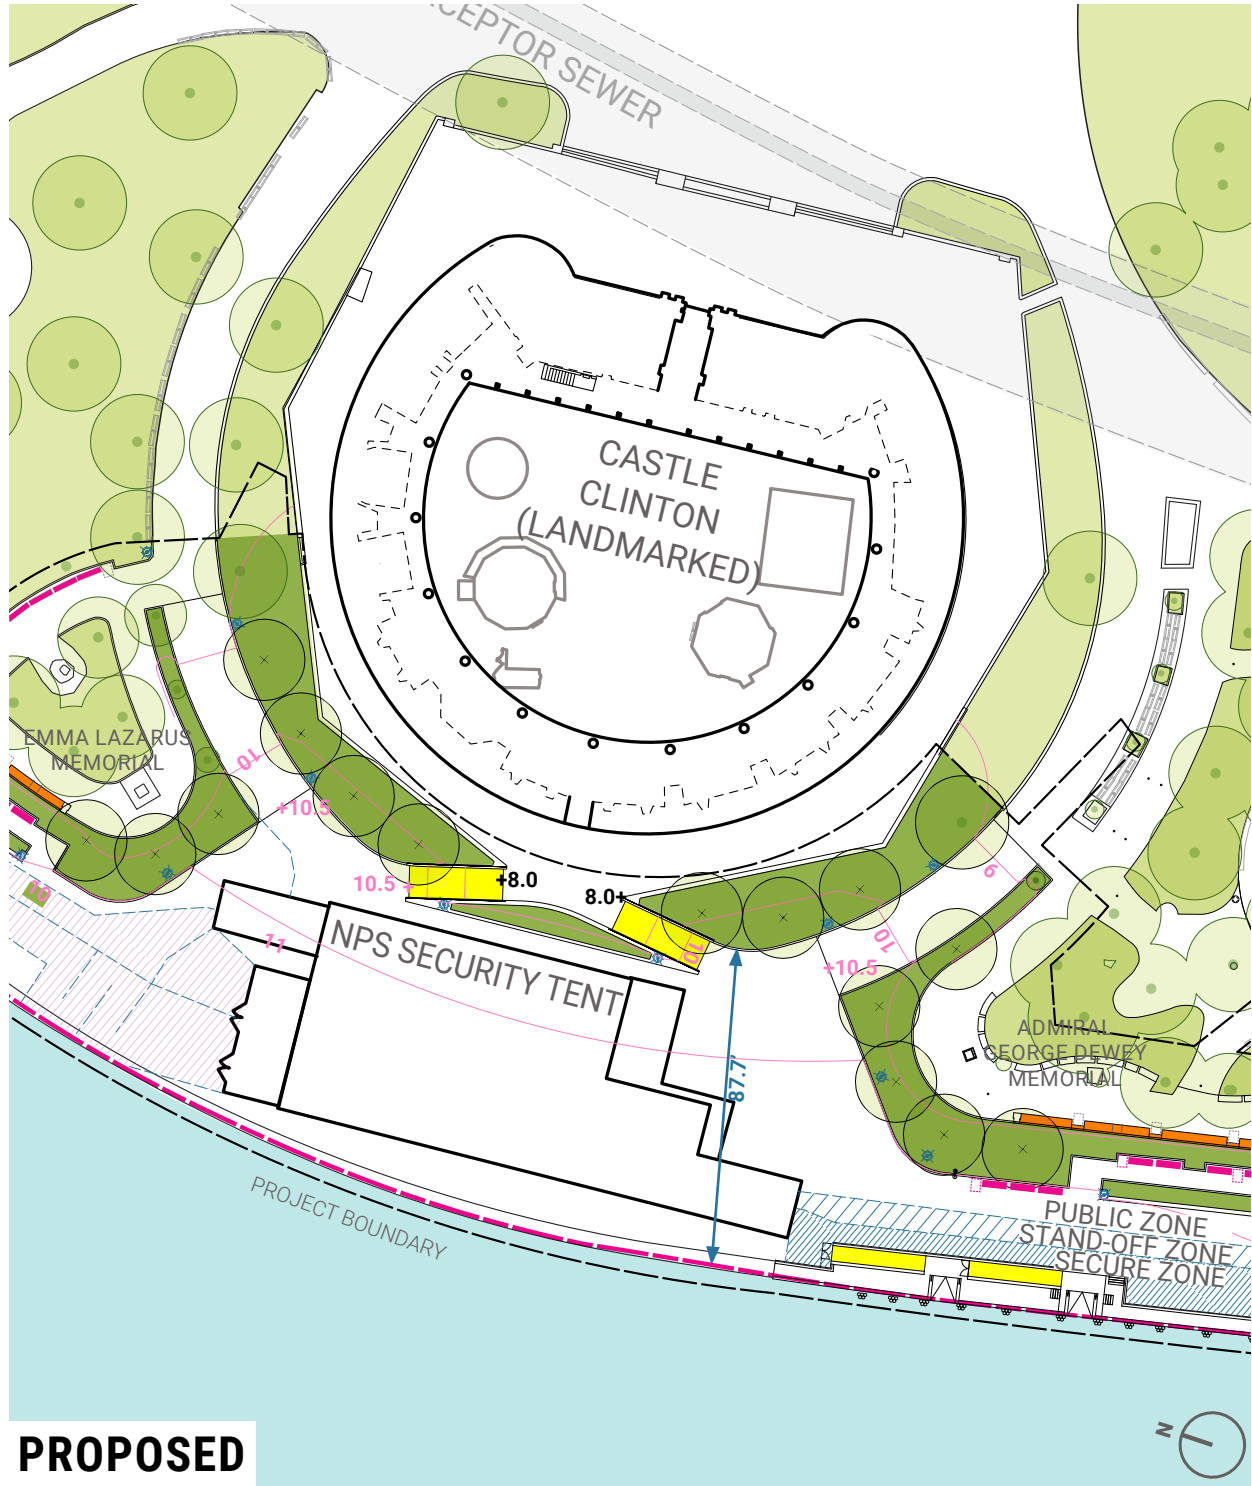 CEPTOR SEWER
CASTLE
CLINTON
(LANDMARKED)
EMMA LAZARUS
MEMORIAL
10
+10.5
10.5 +
+8.0
8.0+
10
9
10
+10.5
10
11
NPS SECURITY TENT
87.7'
ADMIRAL
GEORGE DEWEY
MEMORIAL
PROJECT BOUNDARY
PUBLIC ZONE
STAND-OFF ZONE
SECURE ZONE
N
PROPOSED